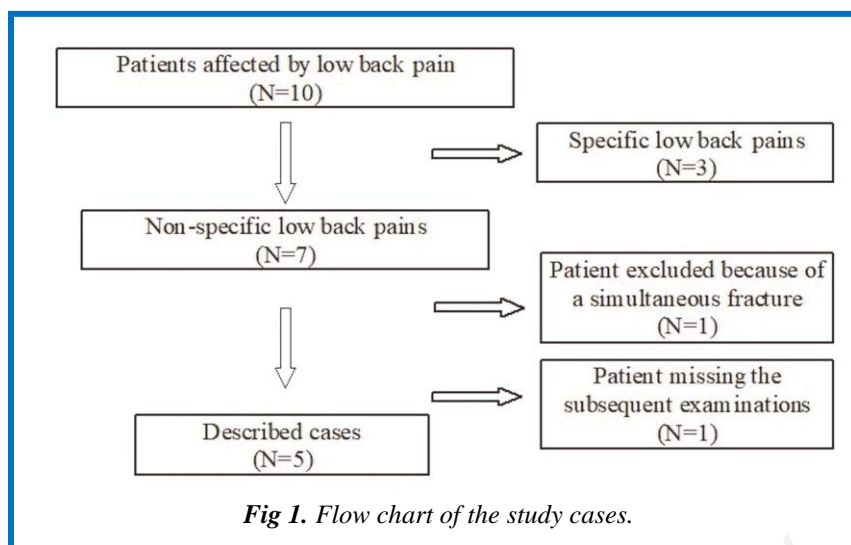 Patients affected by low back pain
(N=10)
Specific low back pains
(N=3)
Non-specific low back pains
(N=7)
Patient excluded because of
a simultaneous fracture
(N=1)
Patient missing the
subsequent examinations
(N=1)
Described cases
(N=5)
Fig 1. Flow chart of the study cases.